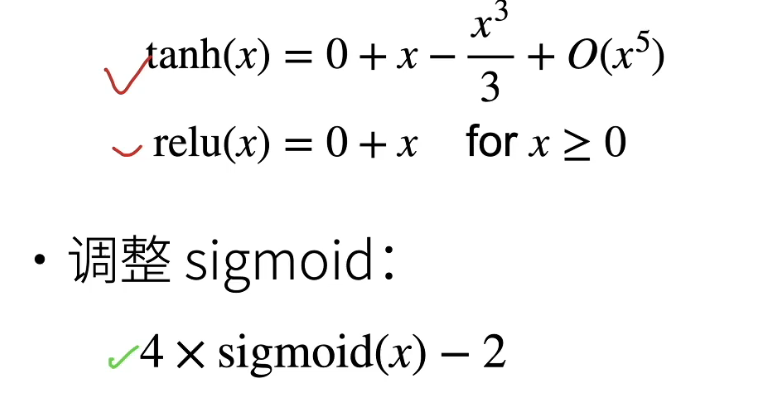 tanh(x) = 0 + x − x³/3 + O(x⁵)
relu(x) = 0 + x for x ≥ 0
• 调整 sigmoid：
4 × sigmoid(x) − 2